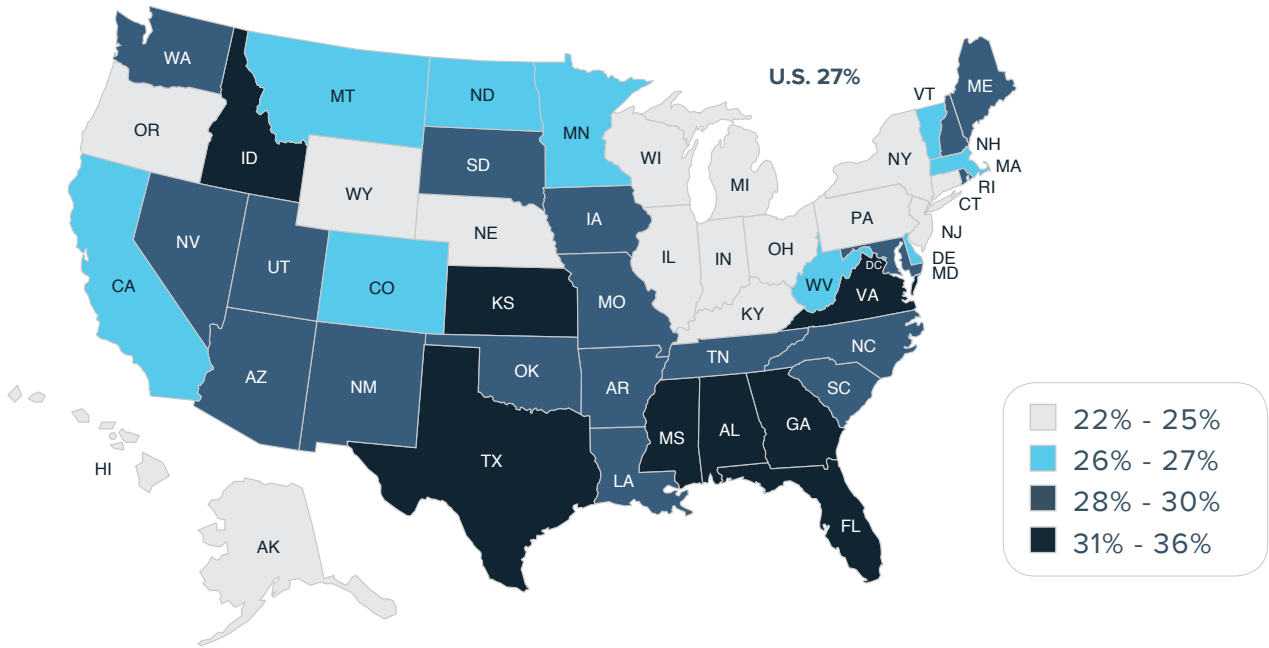 WA
U.S. 27%
ME
VT
MT
ND
OR
MN
NH
WI
NY
ID
SD
MA
MI
RI
WY
CT
IA
PA
NE
NJ
NV
OH
IL
IN
DE
UT
DC
MD
CA
CO
WV
VA
KS
MO
KY
NC
TN
OK
AZ
NM
AR
SC
22% - 25%
GA
AL
MS
26% - 27%
TX
HI
LA
28% - 30%
FL
31% - 36%
AK